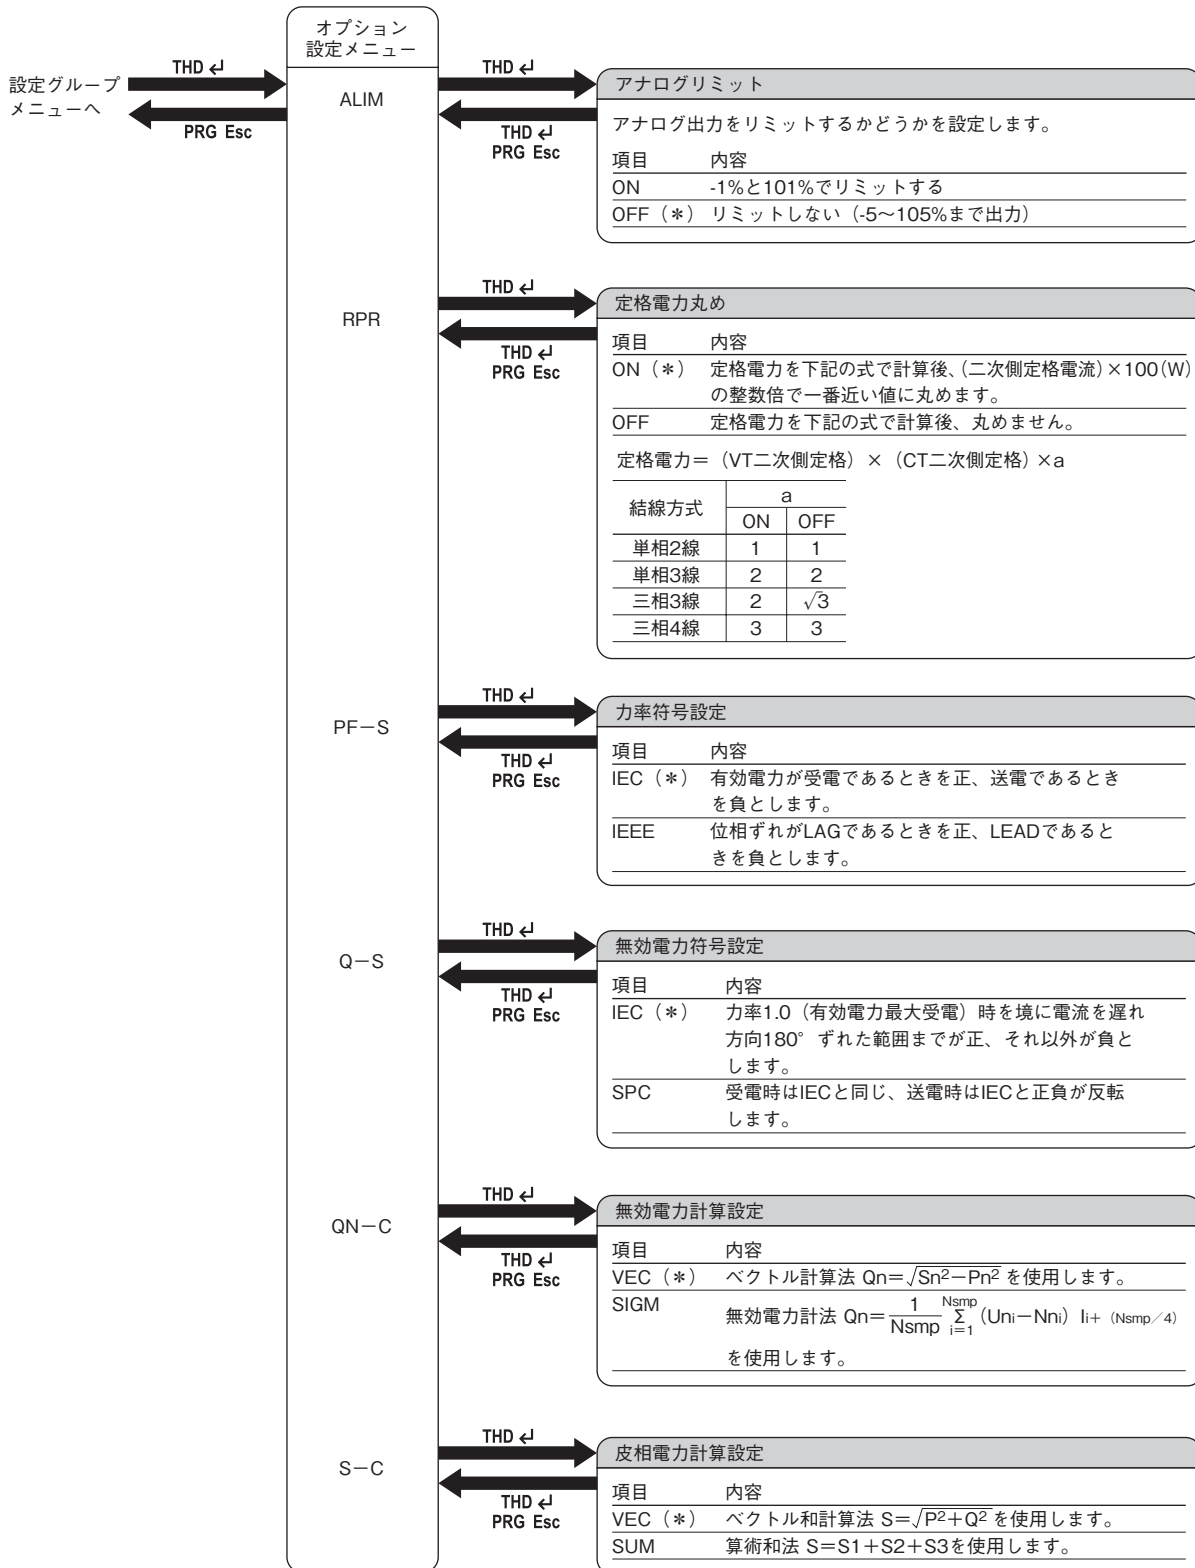 オプション
設定メニュー
設定グループ
メニューへ
THD ↵
PRG Esc
ALIM
THD ↵
THD ↵
PRG Esc
アナログリミット
アナログ出力をリミットするかどうかを設定します。
項目 内容
ON -1%と101%でリミットする
OFF（＊） リミットしない（-5～105%まで出力）
RPR
THD ↵
THD ↵
PRG Esc
定格電力丸め
項目 内容
ON（＊） 定格電力を下記の式で計算後、（二次側定格電流）×100（W）
の整数倍で一番近い値に丸めます。
OFF 定格電力を下記の式で計算後、丸めません。
定格電力＝（VT二次側定格）×（CT二次側定格）×a
結線方式 a
ON OFF
単相2線 1 1
単相3線 2 2
三相3線 2 √3
三相4線 3 3
PF－S
THD ↵
THD ↵
PRG Esc
力率符号設定
項目 内容
IEC（＊） 有効電力が受電であるときを正、送電であるとき
を負とします。
IEEE 位相ずれがLAGであるときを正、LEADであると
きを負とします。
Q－S
THD ↵
THD ↵
PRG Esc
無効電力符号設定
項目 内容
IEC（＊） 力率1.0（有効電力最大受電）時を境に電流を遅れ
方向180°ずれた範囲までが正、それ以外が負と
します。
SPC 受電時はIECと同じ、送電時はIECと正負が反転
します。
QN－C
THD ↵
THD ↵
PRG Esc
無効電力計算設定
項目 内容
VEC（＊） ベクトル計算法 Qn＝√Sn²－Pn² を使用します。
SIGM 無効電力計法 Qn＝1/Nsmp Nsmp Σ i＝1 (Uni－Nni) Ii＋（Nsmp／4）
を使用します。
S－C
THD ↵
THD ↵
PRG Esc
皮相電力計算設定
項目 内容
VEC（＊） ベクトル和計算法 S＝√P²＋Q² を使用します。
SUM 算術和法 S＝S1＋S2＋S3を使用します。